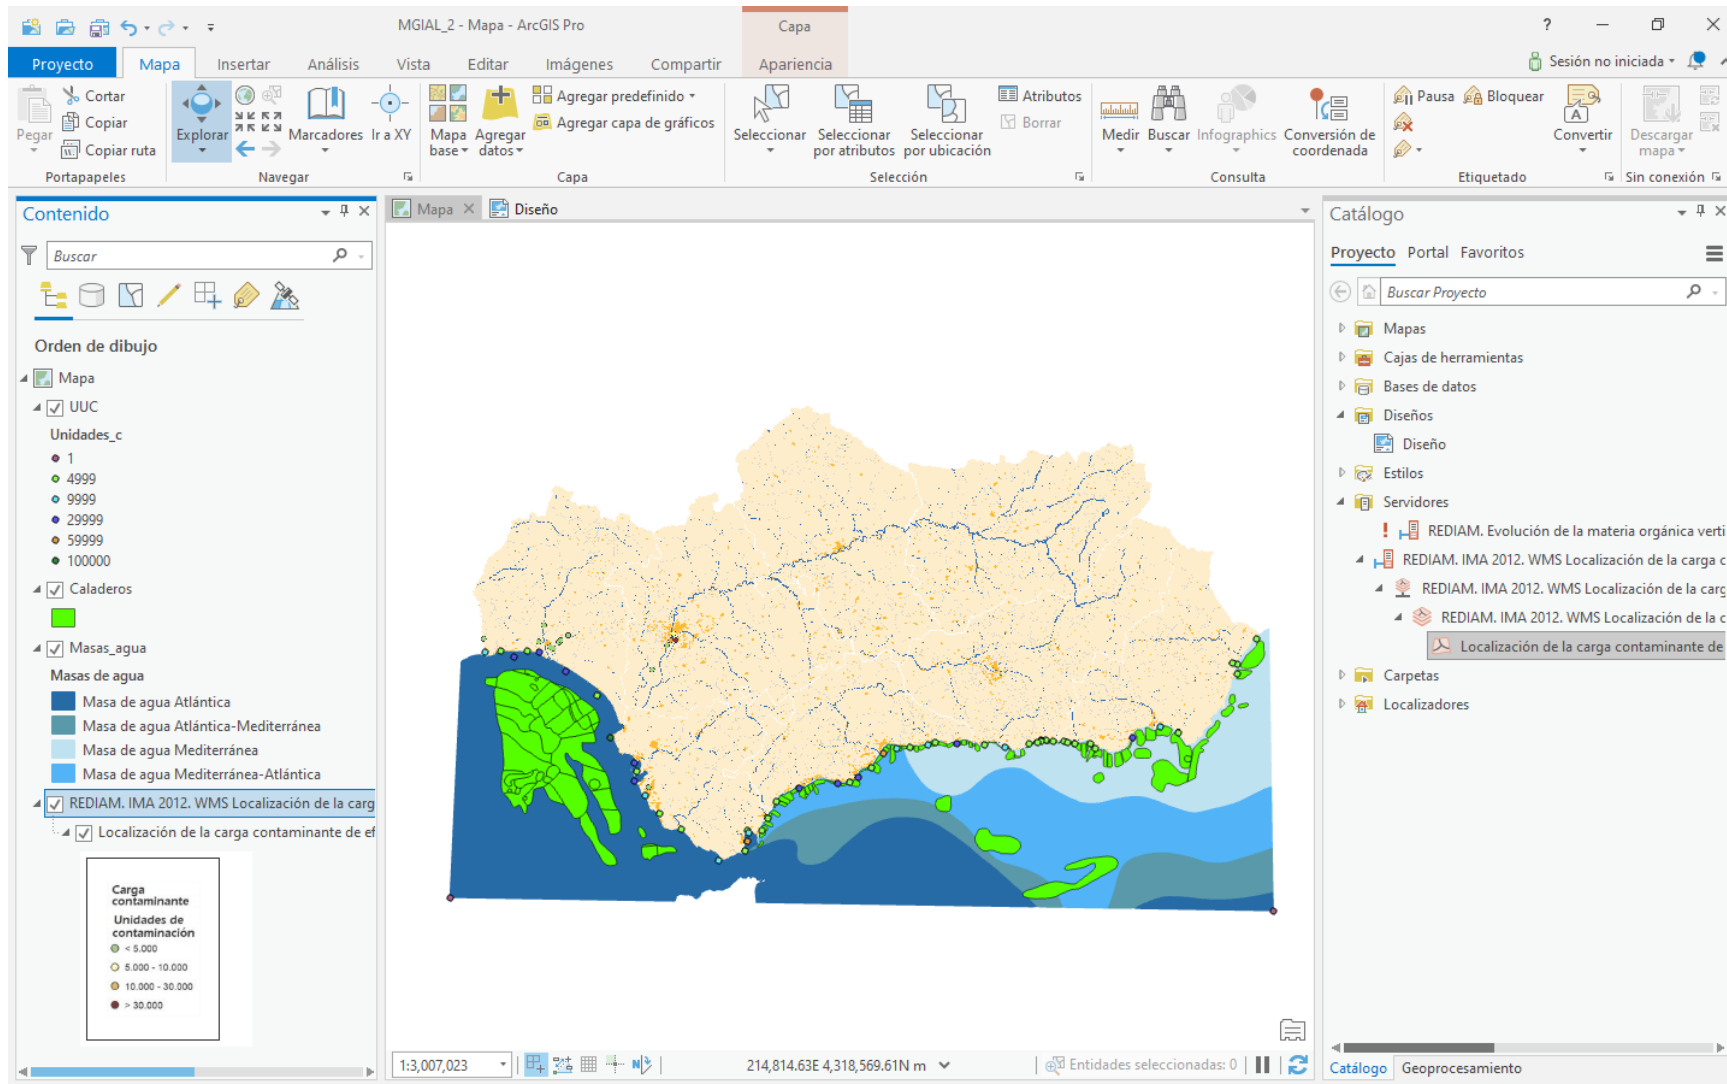 MGIAL_2 - Mapa - ArcGIS Pro
Capa
?
Proyecto
Mapa
Insertar
Análisis
Vista
Editar
Imágenes
Compartir
Apariencia
Sesión no iniciada
Pegar
Cortar
Copiar
Copiar ruta
Portapapeles
Explorar
Marcadores
Ir a XY
Navegar
Mapa base
Agregar datos
Agregar predefinido
Agregar capa de gráficos
Capa
Seleccionar
Seleccionar por atributos
Seleccionar por ubicación
Atributos
Borrar
Selección
Medir
Buscar
Infographics
Conversión de coordenada
Consulta
Pausa
Bloquear
Convertir
Etiquetado
Descargar mapa
Sin conexión
Contenido
Buscar
Orden de dibujo
Mapa
UUC
Unidades_c
1
4999
9999
29999
59999
100000
Caladeros
Masas_agua
Masas de agua
Masa de agua Atlántica
Masa de agua Atlántica-Mediterránea
Masa de agua Mediterránea
Masa de agua Mediterránea-Atlántica
REDIAM. IMA 2012. WMS Localización de la carg
Localización de la carga contaminante de ef
Carga
contaminante
Unidades de
contaminación
< 5.000
5.000 - 10.000
10.000 - 30.000
> 30.000
Mapa
Diseño
1:3,007,023
214,814.63E 4,318,569.61N m
Entidades seleccionadas: 0
Catálogo
Proyecto
Portal
Favoritos
Buscar Proyecto
Mapas
Cajas de herramientas
Bases de datos
Diseños
Diseño
Estilos
Servidores
REDIAM. Evolución de la materia orgánica verti
REDIAM. IMA 2012. WMS Localización de la carga c
REDIAM. IMA 2012. WMS Localización de la carg
REDIAM. IMA 2012. WMS Localización de la c
Localización de la carga contaminante de
Carpetas
Localizadores
Catálogo
Geoprocesamiento